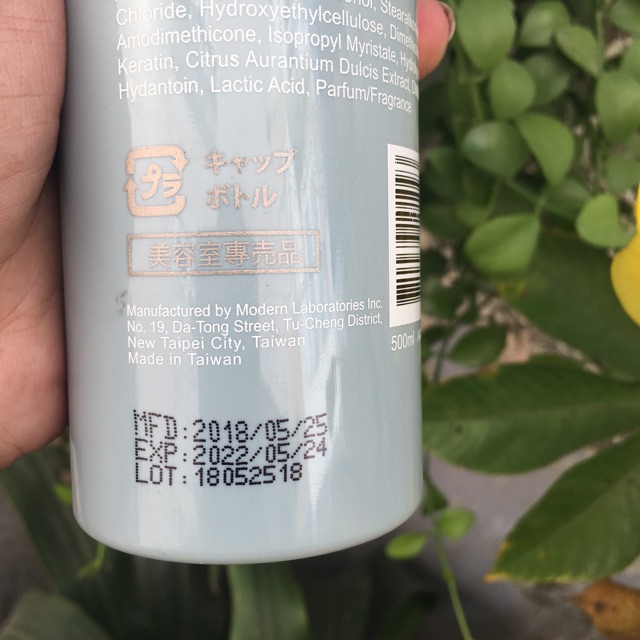 Chloride, Hydroxyethylcellulose,
Amodimethicone, Isopropyl Myristate,
Keratin, Citrus Aurantium Dulcis Extract,
Hydantoin, Lactic Acid, Parfum/Fragrance
プラ
キャップ
ボトル
美容室専売品
Manufactured by Modern Laboratories Inc.
No. 19, Da-Tong Street, Tu-Cheng District,
New Taipei City, Taiwan
Made in Taiwan
500ml
MFD:2018/05/25
EXP:2022/05/24
LOT:18052518